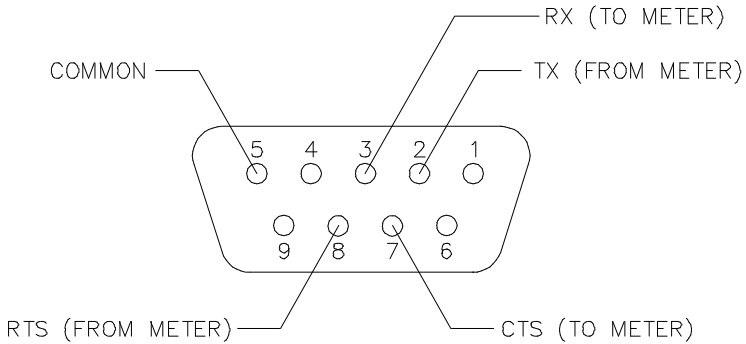 RX (TO METER)
COMMON
TX (FROM METER)
5 4 3 2 1
9 8 7 6
RTS (FROM METER)
CTS (TO METER)